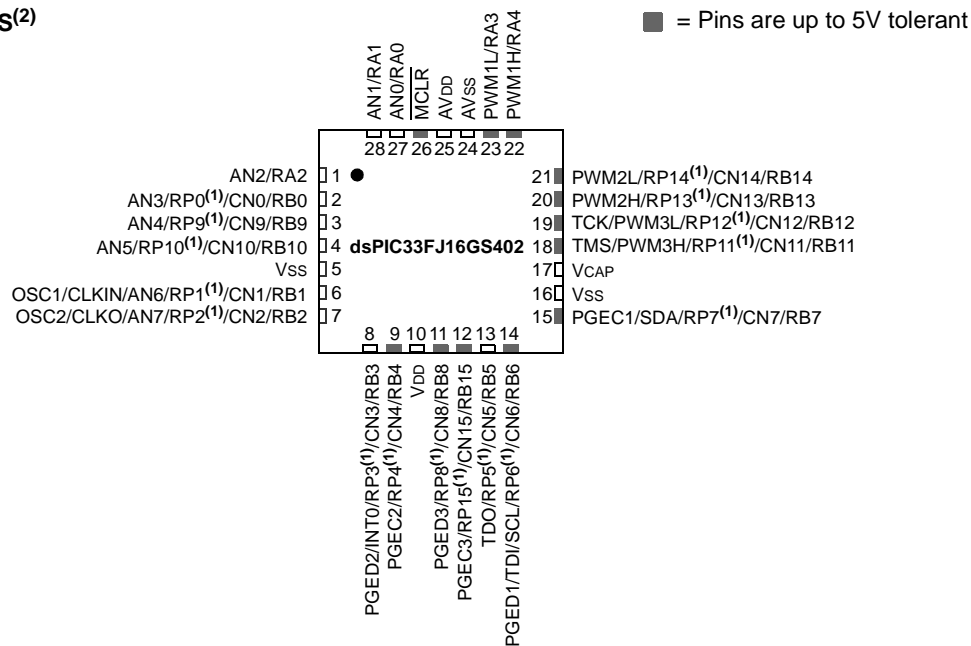 S(2)
= Pins are up to 5V tolerant
AN1/RA1
AN0/RA0
MCLR
AVDD
AVSS
PWM1L/RA3
PWM1H/RA4
28 27 26 25 24 23 22
AN2/RA2 1
AN3/RP0(1)/CN0/RB0 2
AN4/RP9(1)/CN9/RB9 3
AN5/RP10(1)/CN10/RB10 4
VSS 5
OSC1/CLKIN/AN6/RP1(1)/CN1/RB1 6
OSC2/CLKO/AN7/RP2(1)/CN2/RB2 7
dsPIC33FJ16GS402
21 PWM2L/RP14(1)/CN14/RB14
20 PWM2H/RP13(1)/CN13/RB13
19 TCK/PWM3L/RP12(1)/CN12/RB12
18 TMS/PWM3H/RP11(1)/CN11/RB11
17 VCAP
16 VSS
15 PGEC1/SDA/RP7(1)/CN7/RB7
8 9 10 11 12 13 14
PGED2/INT0/RP3(1)/CN3/RB3
PGEC2/RP4(1)/CN4/RB4
VDD
PGED3/RP8(1)/CN8/RB8
PGEC3/RP15(1)/CN15/RB15
TDO/RP5(1)/CN5/RB5
PGED1/TDI/SCL/RP6(1)/CN6/RB6